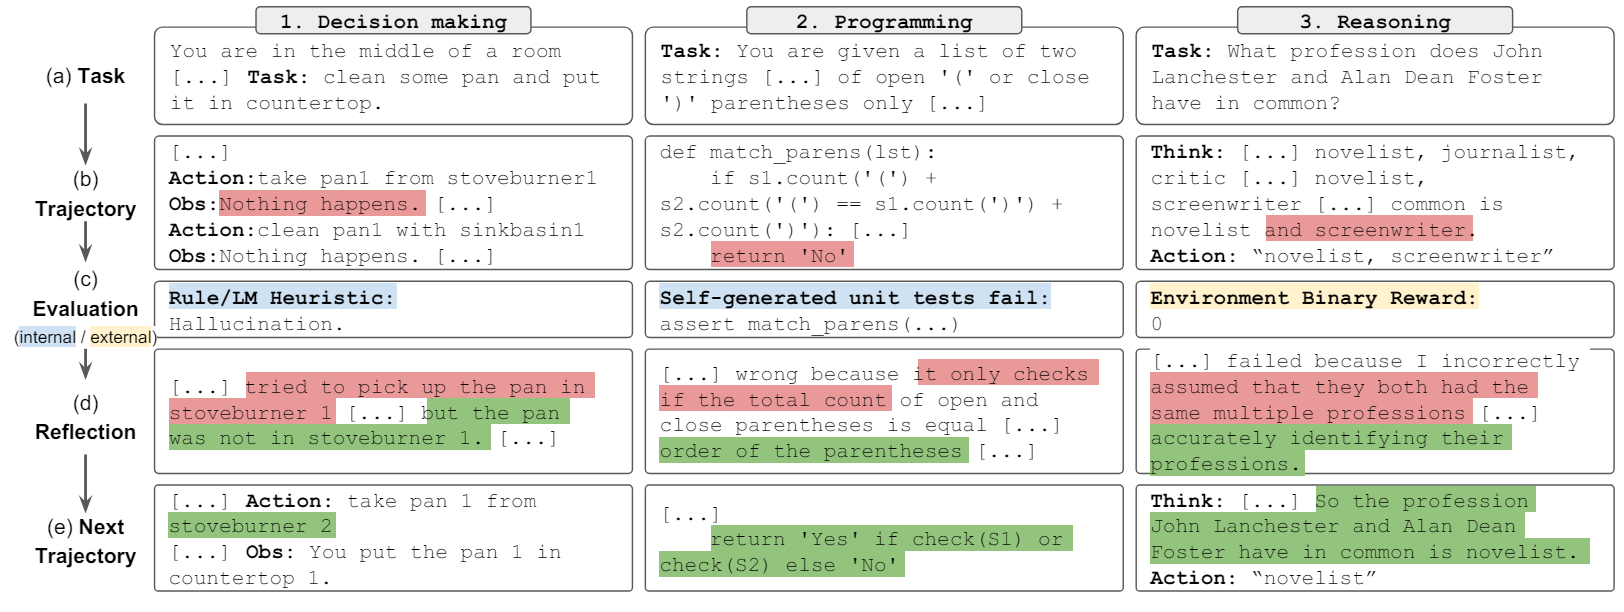 1. Decision making
2. Programming
3. Reasoning
(a) Task
You are in the middle of a room
[...] Task: clean some pan and put
it in countertop.
Task: You are given a list of two
strings [...] of open '(' or close
')' parentheses only [...]
Task: What profession does John
Lanchester and Alan Dean Foster
have in common?
(b)
Trajectory
[...]
Action:take pan1 from stoveburner1
Obs:Nothing happens. [...]
Action:clean pan1 with sinkbasin1
Obs:Nothing happens. [...]
def match_parens(lst):
if s1.count('(') +
s2.count('(') == s1.count(')') +
s2.count(')'): [...]
return 'No'
Think: [...] novelist, journalist,
critic [...] novelist,
screenwriter [...] common is
novelist and screenwriter.
Action: “novelist, screenwriter”
(c)
Evaluation
(internal / external)
Rule/LM Heuristic:
Hallucination.
Self-generated unit tests fail:
assert match_parens(...)
Environment Binary Reward:
0
(d)
Reflection
[...] tried to pick up the pan in
stoveburner 1 [...] but the pan
was not in stoveburner 1. [...]
[...] wrong because it only checks
if the total count of open and
close parentheses is equal [...]
order of the parentheses [...]
[...] failed because I incorrectly
assumed that they both had the
same multiple professions [...]
accurately identifying their
professions.
(e) Next
Trajectory
[...] Action: take pan 1 from
stoveburner 2
[...] Obs: You put the pan 1 in
countertop 1.
[...]
return 'Yes' if check(S1) or
check(S2) else 'No'
Think: [...] So the profession
John Lanchester and Alan Dean
Foster have in common is novelist.
Action: “novelist”